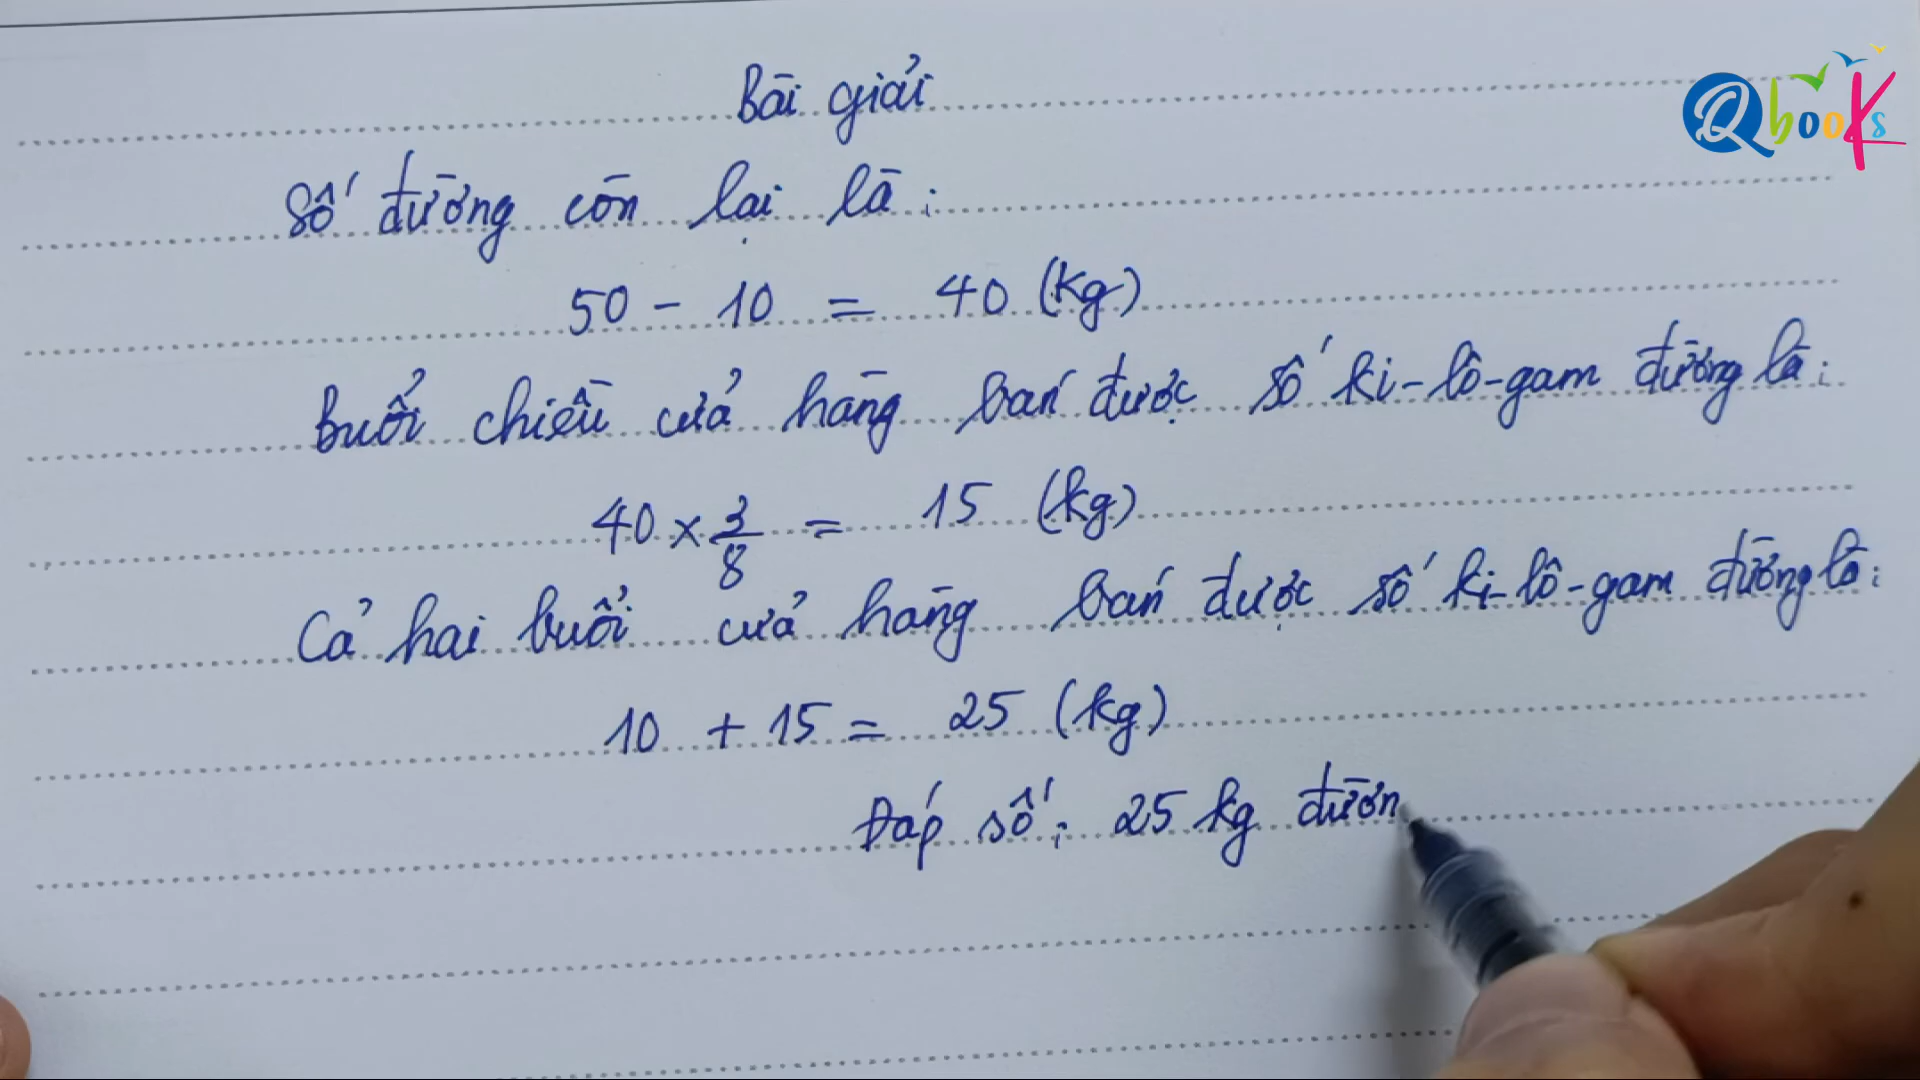 Qbooks
Bài giải
Số đường còn lại là:
50 - 10 = 40 (kg)
Buổi chiều cửa hàng bán được số ki-lô-gam đường là:
40 × 3/8 = 15 (kg)
Cả hai buổi cửa hàng bán được số ki-lô-gam đường là:
10 + 15 = 25 (kg)
Đáp số: 25 kg đườn